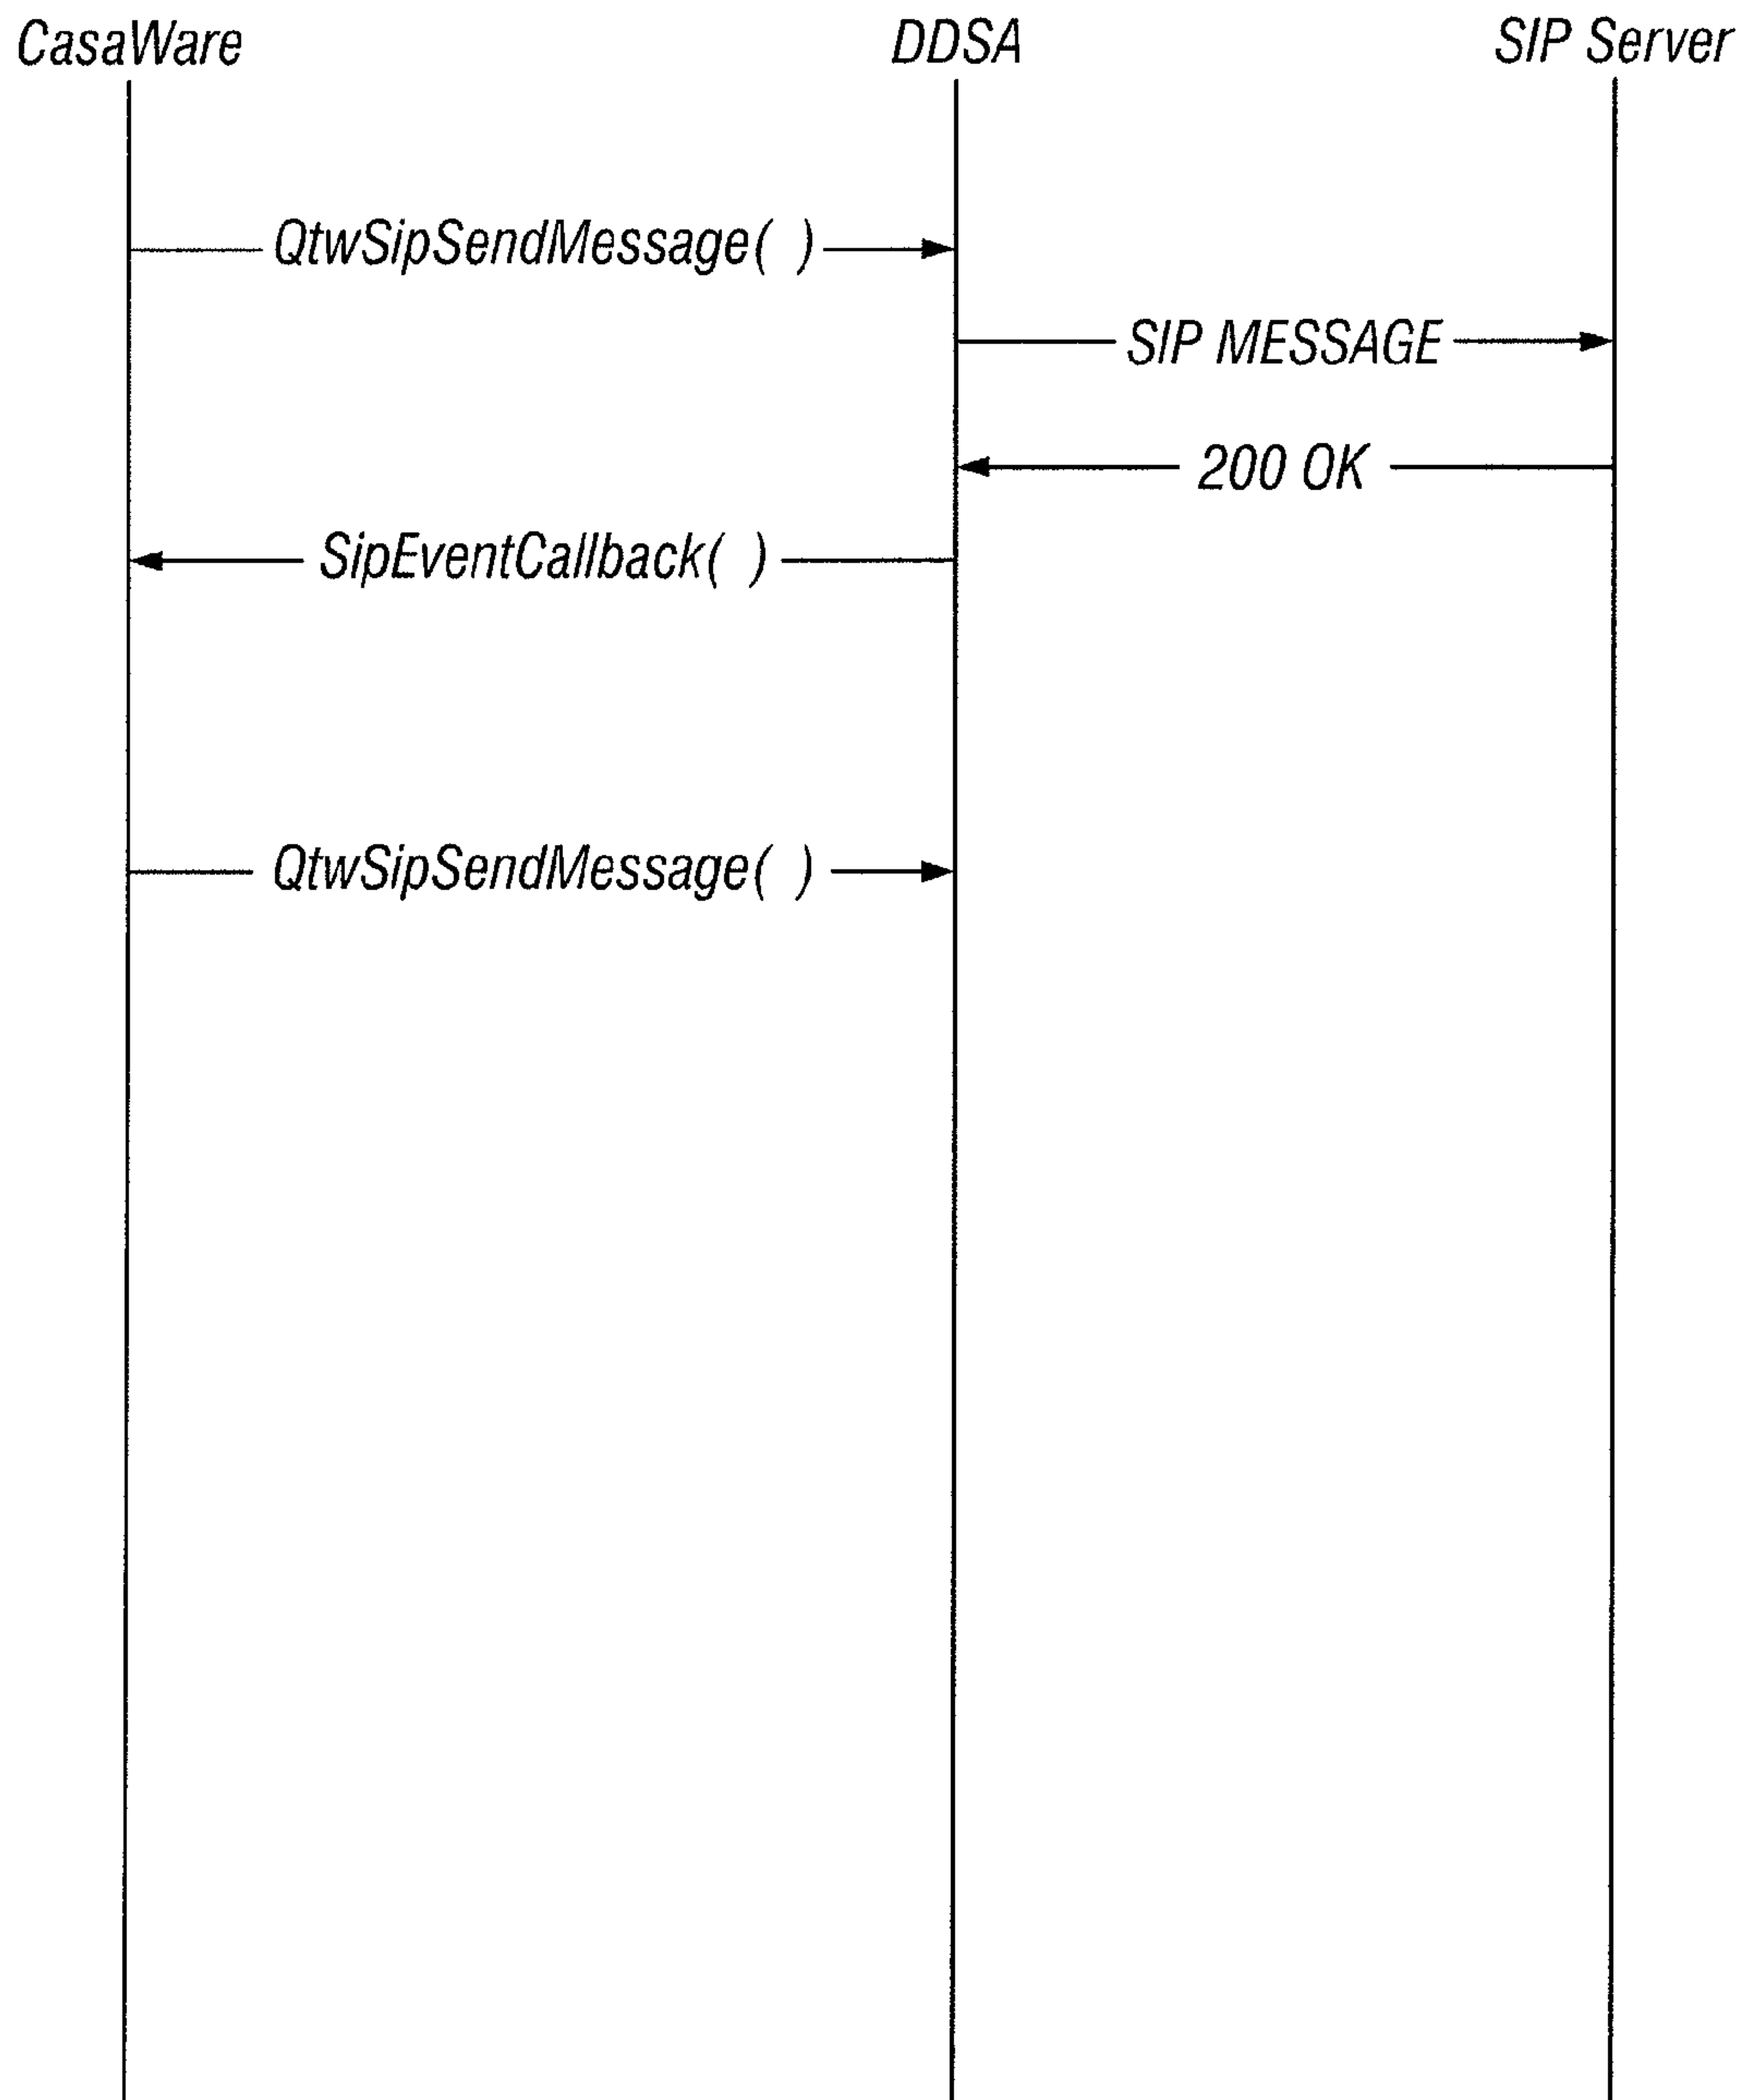 CasaWare DDSA SIP Server
QtwSipSendMessage( )
SIP MESSAGE
200 OK
SipEventCallback( )
QtwSipSendMessage( )